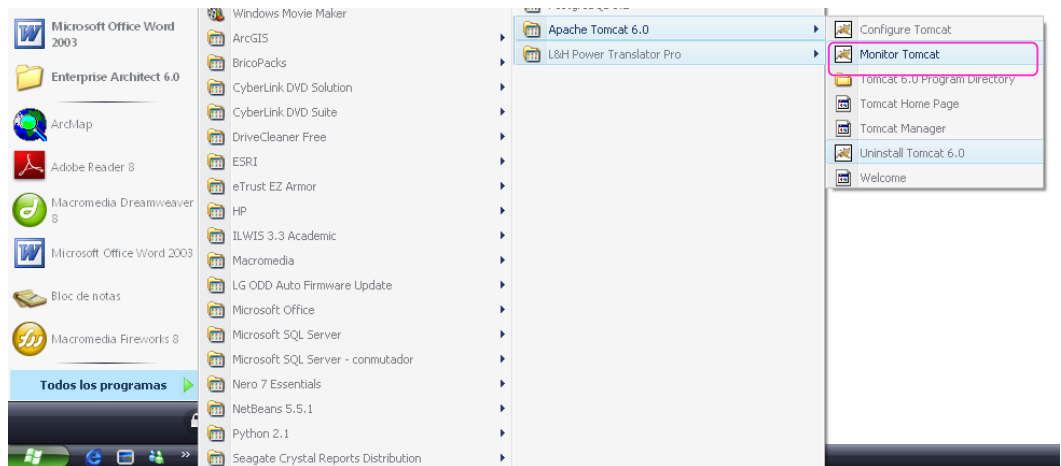 Microsoft Office Word
2003
Enterprise Architect 6.0
ArcMap
Adobe Reader 8
Macromedia Dreamweaver
8
Microsoft Office Word 2003
Bloc de notas
Macromedia Fireworks 8
Todos los programas
»
Windows Movie Maker
ArcGIS
BricoPacks
CyberLink DVD Solution
CyberLink DVD Suite
DriveCleaner Free
ESRI
eTrust EZ Armor
HP
ILWIS 3.3 Academic
Macromedia
LG ODD Auto Firmware Update
Microsoft Office
Microsoft SQL Server
Microsoft SQL Server - conmutador
Nero 7 Essentials
NetBeans 5.5.1
Python 2.1
Seagate Crystal Reports Distribution
Apache Tomcat 6.0
L&H Power Translator Pro
Configure Tomcat
Monitor Tomcat
Tomcat 6.0 Program Directory
Tomcat Home Page
Tomcat Manager
Uninstall Tomcat 6.0
Welcome